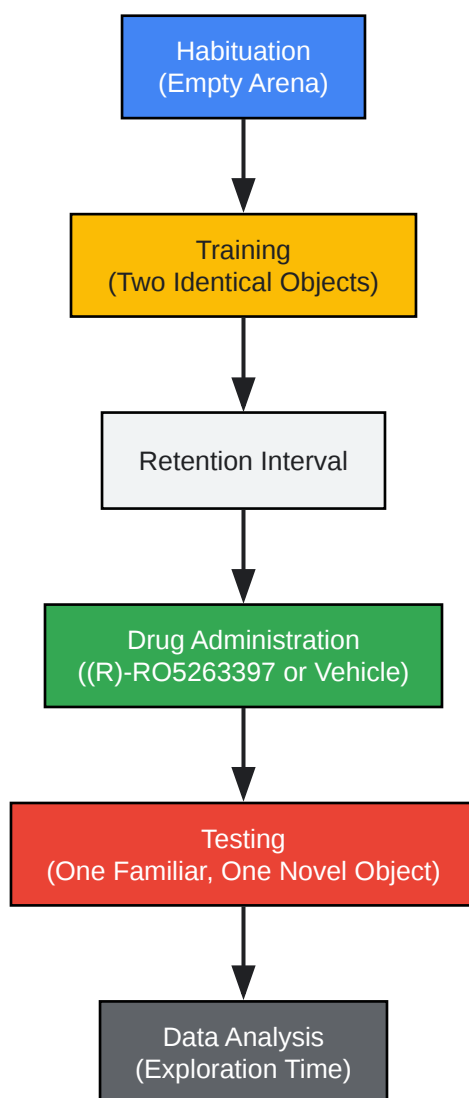 Habituation
(Empty Arena)
Training
(Two Identical Objects)
Retention Interval
Drug Administration
((R)-RO5263397 or Vehicle)
Testing
(One Familiar, One Novel Object)
Data Analysis
(Exploration Time)